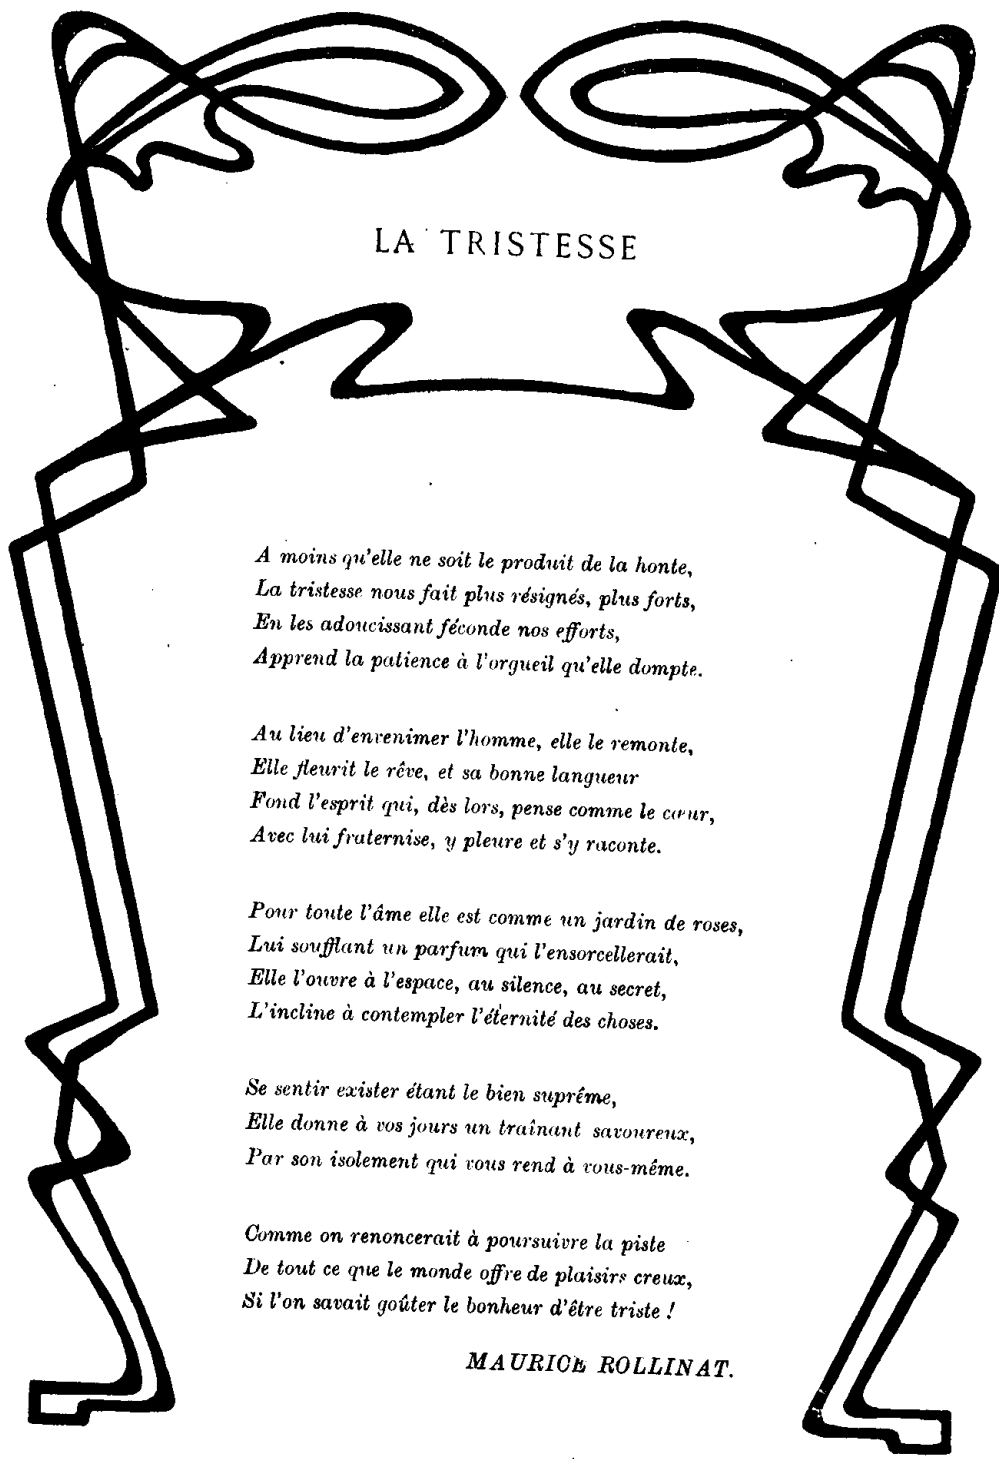 LA TRISTESSE
A moins qu'elle ne soit le produit de la honte,
La tristesse nous fait plus résignés, plus forts,
En les adoucissant féconde nos efforts,
Apprend la patience à l'orgueil qu'elle dompte.
Au lieu d'envenimer l'homme, elle le remonte,
Elle fleurit le rêve, et sa bonne langueur
Fond l'esprit qui, dès lors, pense comme le cœur,
Avec lui fraternise, y pleure et s'y raconte.
Pour toute l'âme elle est comme un jardin de roses,
Lui soufflant un parfum qui l'ensorcellerait,
Elle l'ouvre à l'espace, au silence, au secret,
L'incline à contempler l'éternité des choses.
Se sentir exister étant le bien suprême,
Elle donne à vos jours un traînant savoureux,
Par son isolement qui vous rend à vous-même.
Comme on renoncerait à poursuivre la piste
De tout ce que le monde offre de plaisirs creux,
Si l'on savait goûter le bonheur d'être triste !
MAURICE ROLLINAT.